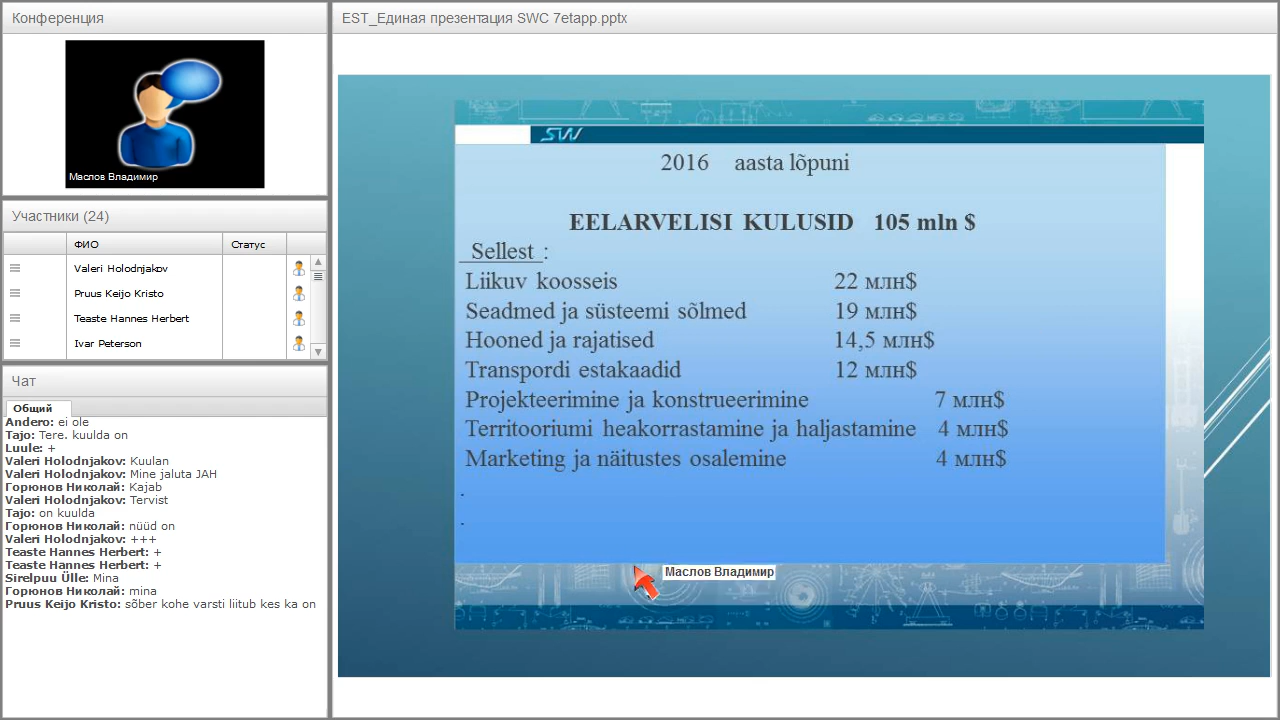 Конференция
Маслов Владимир
Участники (24)
ФИО Статус
Valeri Holodnjakov
Pruus Keijo Kristo
Teaste Hannes Herbert
Ivar Peterson
Чат
Общий
Andero: ei ole
Tajo: Tere. kuulda on
Luule: +
Valeri Holodnjakov: Kuulan
Valeri Holodnjakov: Mine jaluta JAH
Горюнов Николай: Kajab
Valeri Holodnjakov: Tervist
Tajo: on kuulda
Горюнов Николай: nüüd on
Valeri Holodnjakov: +++
Teaste Hannes Herbert: +
Teaste Hannes Herbert: +
Sirelpuu Ülle: Mina
Горюнов Николай: mina
Pruus Keijo Kristo: sõber kohe varsti liitub kes ka on
EST_Единая презентация SWC 7etapp.pptx
SW
2016 aasta lõpuni
EELARVELISI KULUSID 105 mln $
Sellest :
Liikuv koosseis 22 млн$
Seadmed ja süsteemi sõlmed 19 млн$
Hooned ja rajatised 14,5 млн$
Transpordi estakaadid 12 млн$
Projekteerimine ja konstrueerimine 7 млн$
Territooriumi heakorrastamine ja haljastamine 4 млн$
Marketing ja näitustes osalemine 4 млн$
.
.
Маслов Владимир